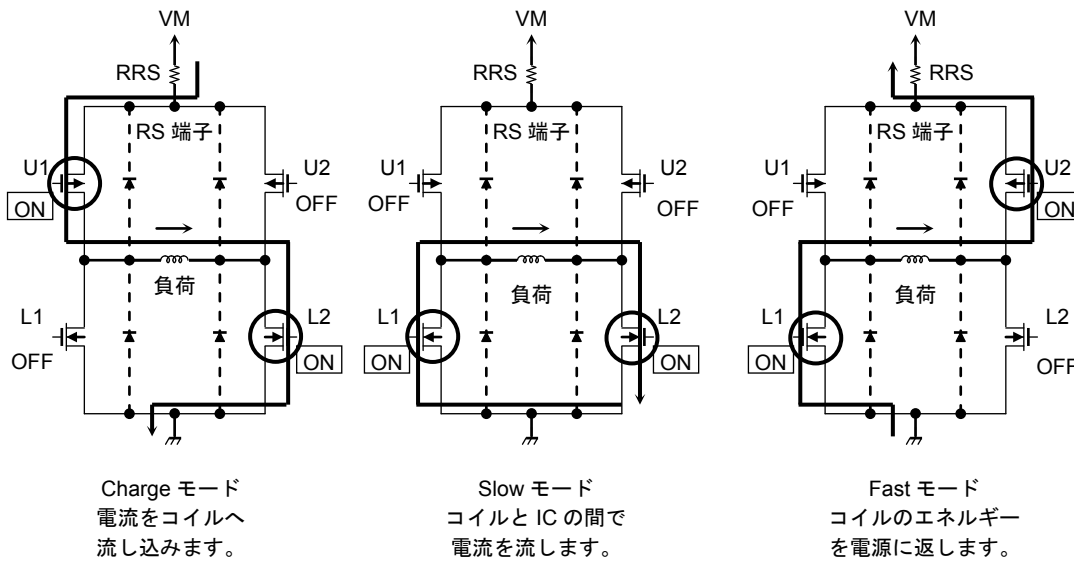 VM
RRS
RS 端子
U1
ON
U2
OFF
負荷
L1
OFF
L2
ON
Charge モード
電流をコイルへ
流し込みます。
VM
RRS
RS 端子
U1
OFF
U2
OFF
負荷
L1
ON
L2
ON
Slow モード
コイルと IC の間で
電流を流します。
VM
RRS
RS 端子
U1
OFF
U2
ON
負荷
L1
ON
L2
OFF
Fast モード
コイルのエネルギー
を電源に返します。